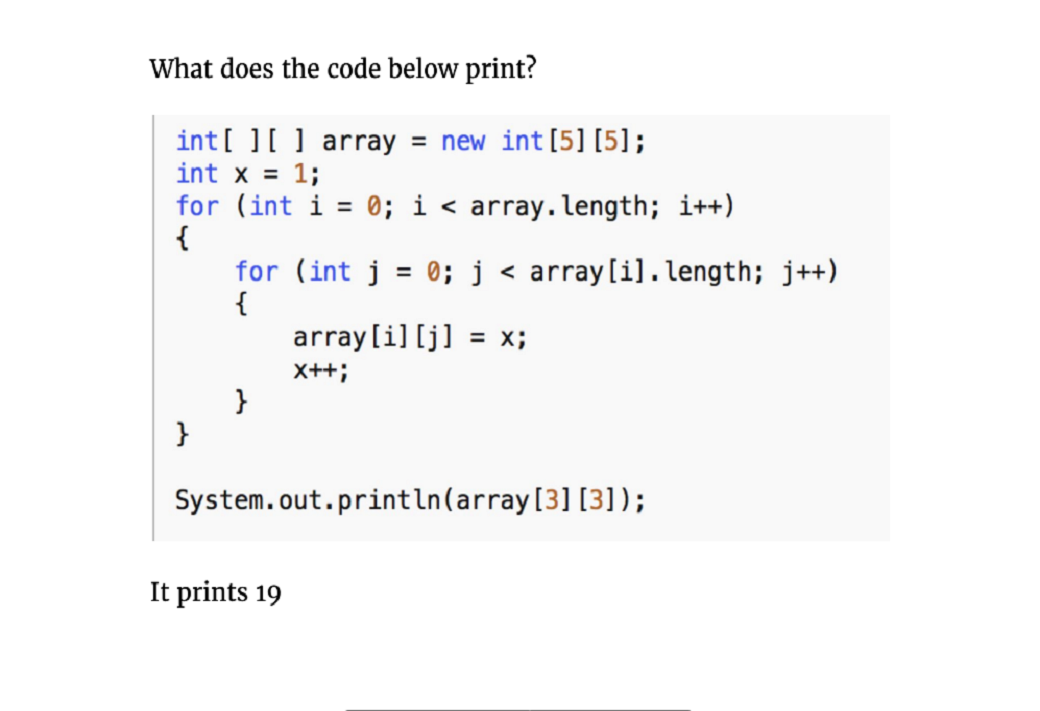 What does the code below print?
int[ ][ ] array = new int[5][5];
int x = 1;
for (int i = 0; i < array.length; i++)
{
    for (int j = 0; j < array[i].length; j++)
    {
        array[i][j] = x;
        x++;
    }
}
System.out.println(array[3][3]);
It prints 19